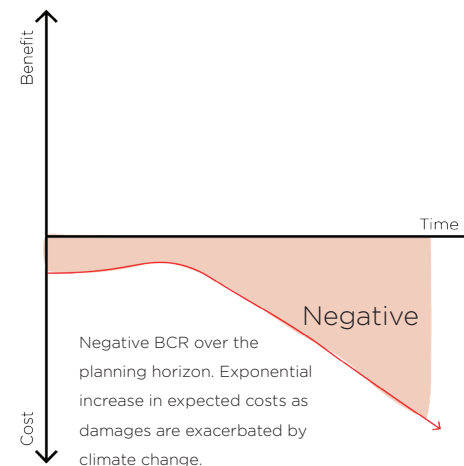 Benefit
Time
Negative
Negative BCR over the
planning horizon. Exponential
increase in expected costs as
damages are exacerbated by
climate change.
Cost